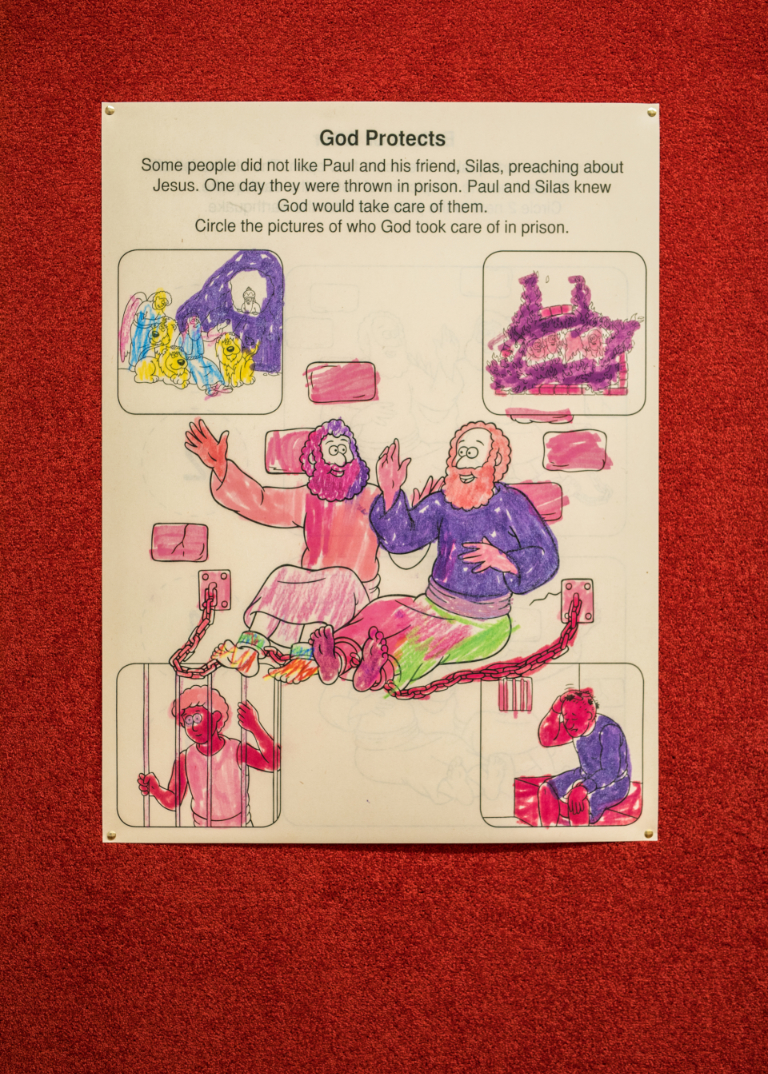 God Protects
Some people did not like Paul and his friend, Silas, preaching about
Jesus. One day they were thrown in prison. Paul and Silas knew
God would take care of them.
Circle the pictures of who God took care of in prison.